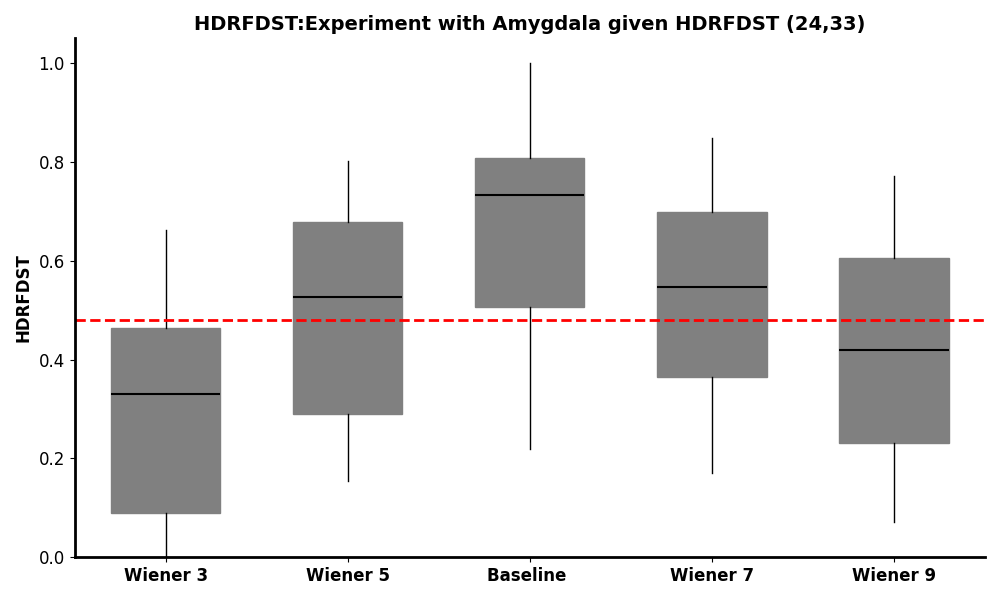 HDRFDST:Experiment with Amygdala given HDRFDST (24,33)
HDRFDST
1.0
0.8
0.6
0.4
0.2
0.0
Wiener 3 Wiener 5 Baseline Wiener 7 Wiener 9